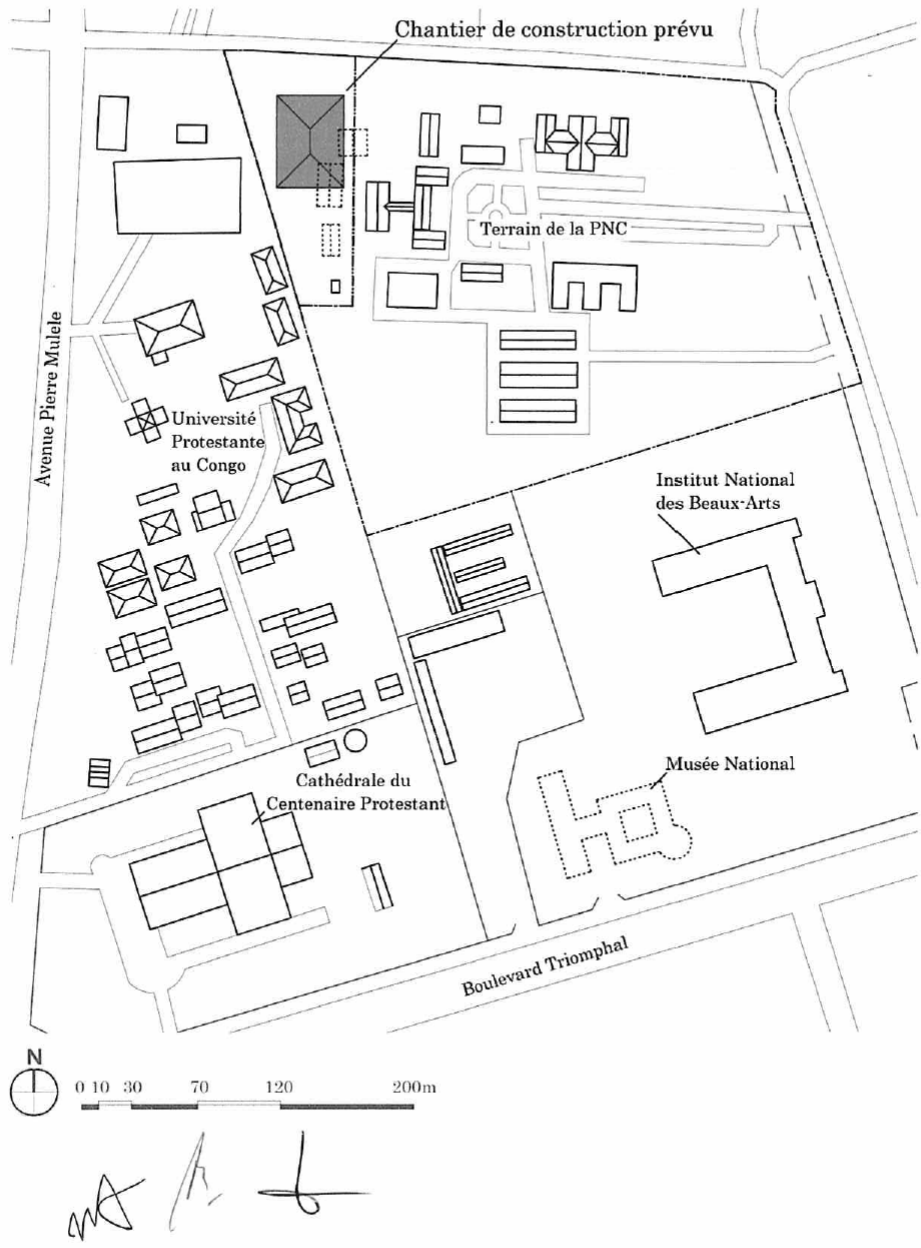 Chantier de construction prévu
Terrain de la PNC
Avenue Pierre Mulele
Université
Protestante
au Congo
Institut National
des Beaux-Arts
Musée National
Cathédrale du
Centenaire Protestant
Boulevard Triomphal
N
0 10 30 70 120 200m